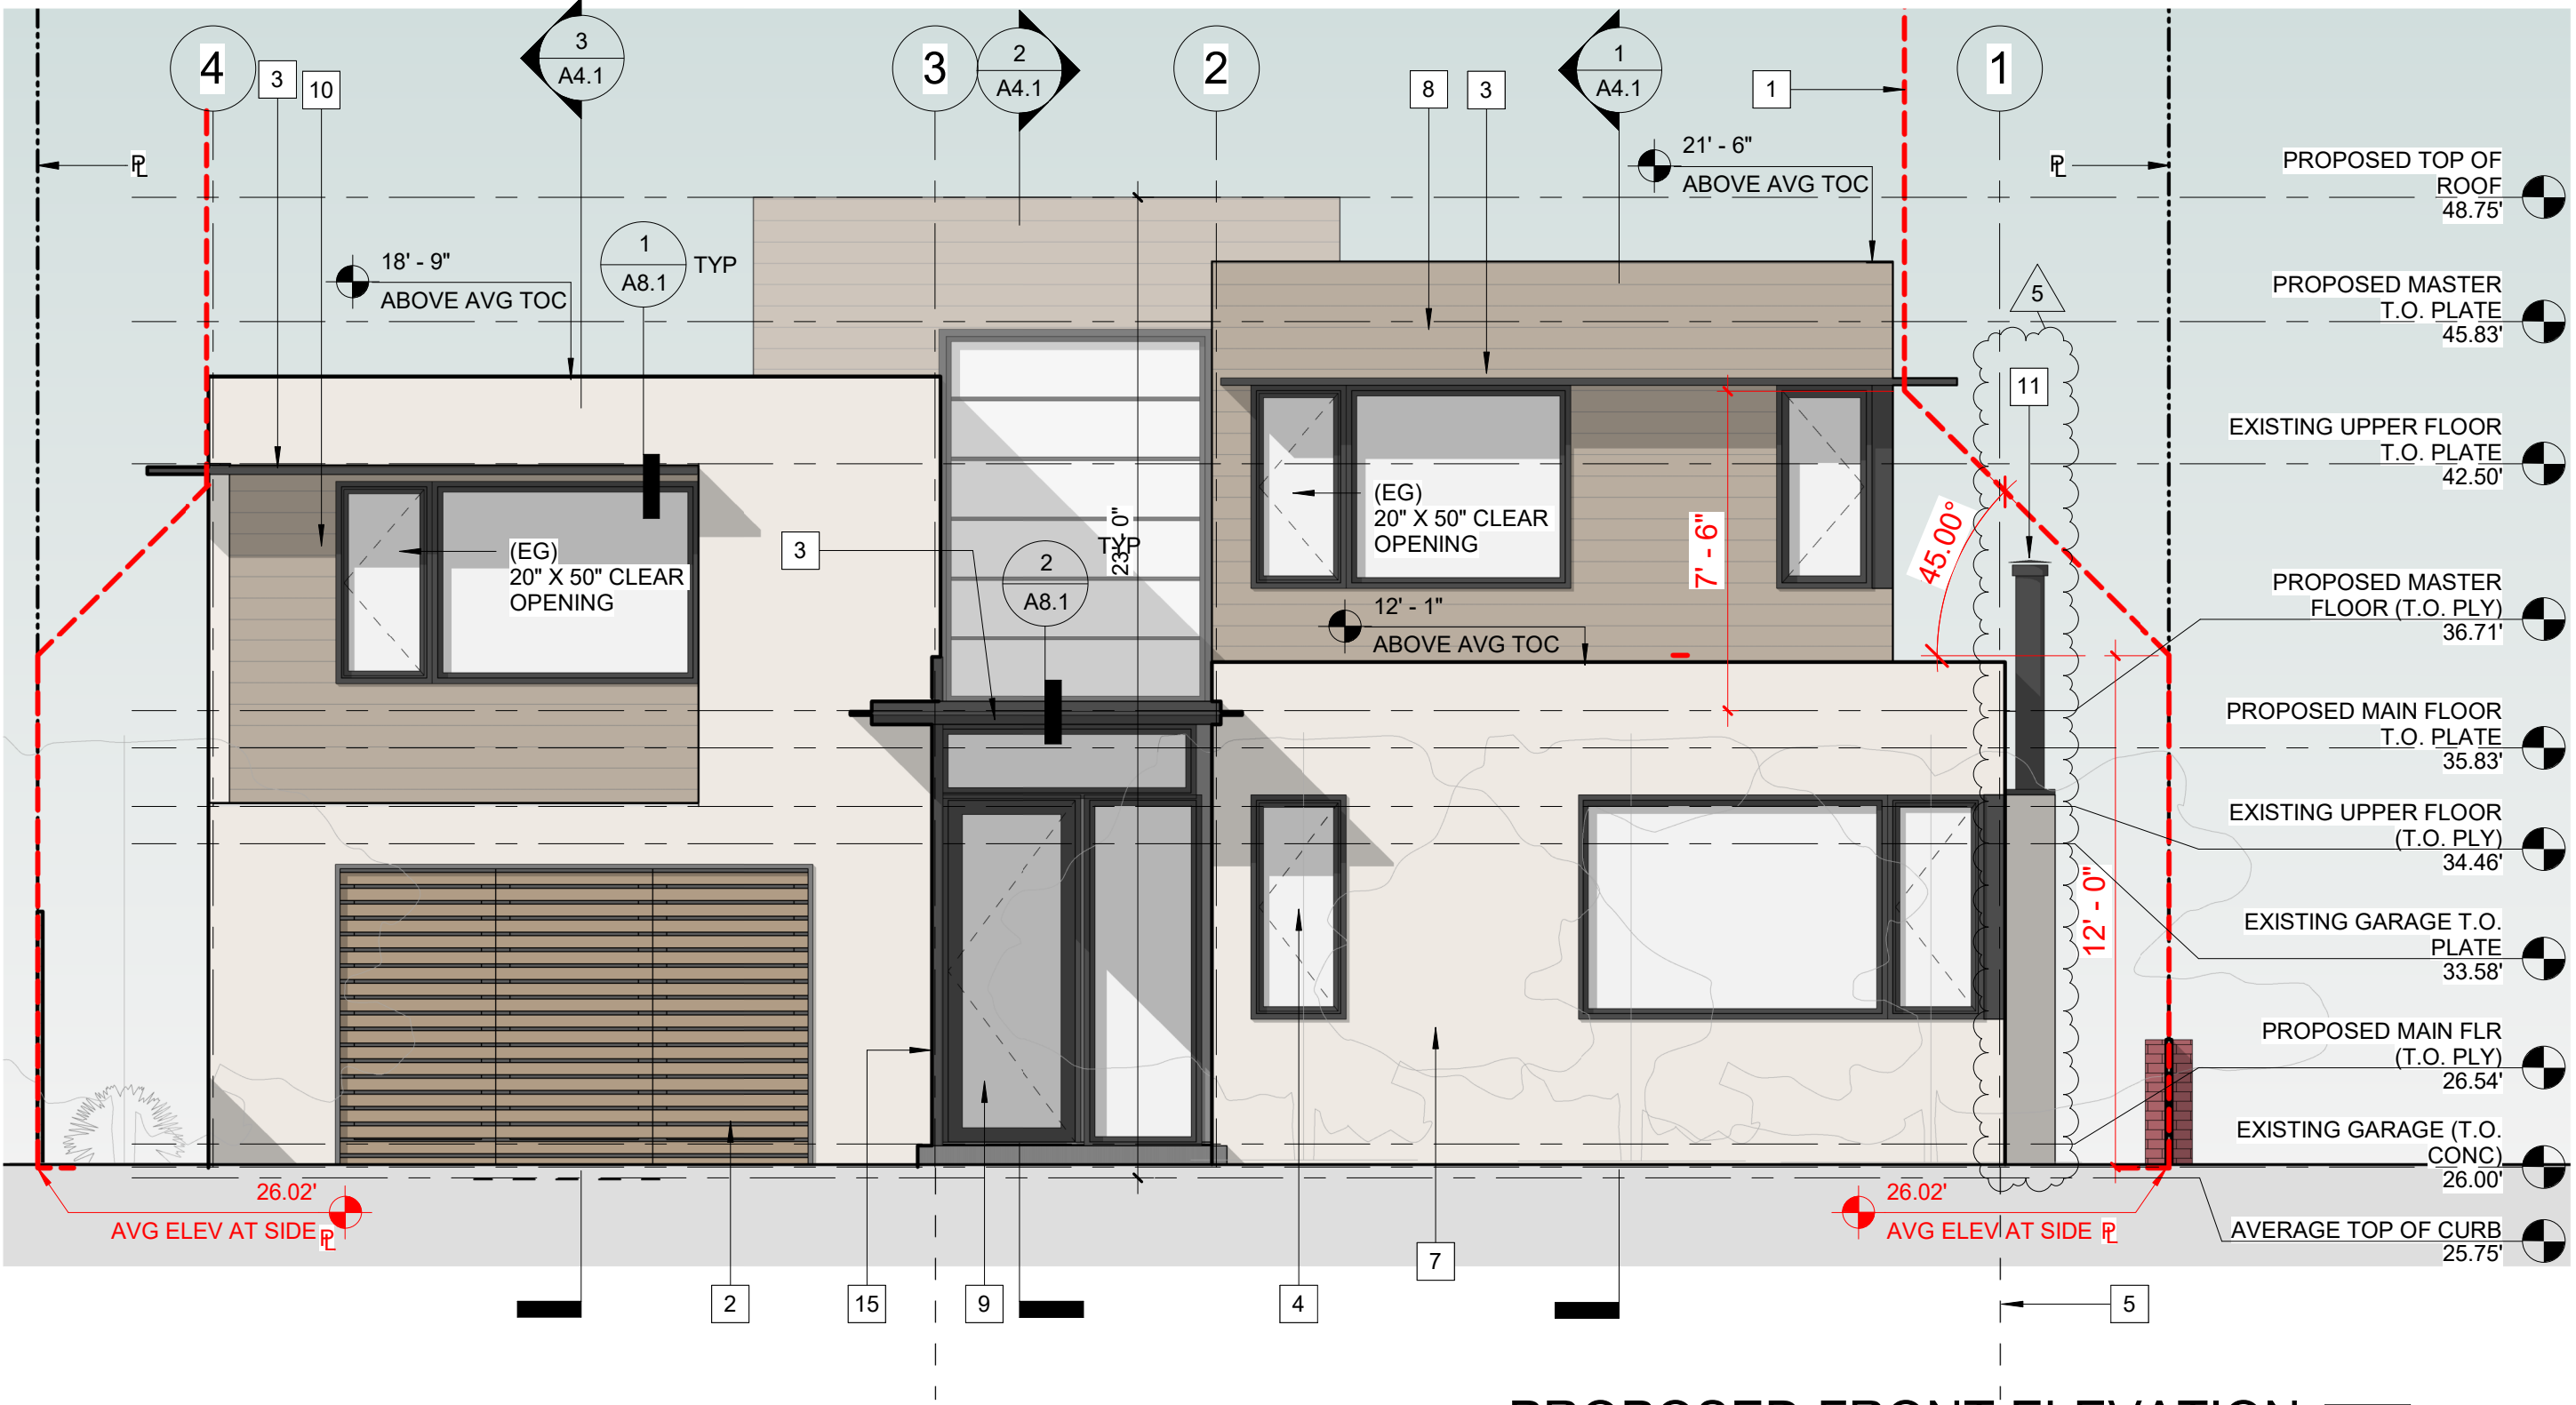 4
3
10
3
A4.1
3
2
A4.1
2
8
3
1
A4.1
1
1
PL
21' - 6"
ABOVE AVG TOC
PL
PROPOSED TOP OF
ROOF
48.75'
18' - 9"
ABOVE AVG TOC
1
A8.1
TYP
5
PROPOSED MASTER
T.O. PLATE
45.83'
11
EXISTING UPPER FLOOR
T.O. PLATE
42.50'
(EG)
20" X 50" CLEAR
OPENING
3
23' 0"
TYP
2
A8.1
(EG)
20" X 50" CLEAR
OPENING
7' - 6"
45.00°
12' - 1"
ABOVE AVG TOC
PROPOSED MASTER
FLOOR (T.O. PLY)
36.71'
PROPOSED MAIN FLOOR
T.O. PLATE
35.83'
EXISTING UPPER FLOOR
(T.O. PLY)
34.46'
12' - 0"
EXISTING GARAGE T.O.
PLATE
33.58'
PROPOSED MAIN FLR
(T.O. PLY)
26.54'
EXISTING GARAGE (T.O.
CONC)
26.00'
26.02'
AVG ELEV AT SIDE PL
26.02'
AVG ELEV AT SIDE PL
AVERAGE TOP OF CURB
25.75'
2
15
9
4
7
5
PROPOSED FRONT ELEVATION